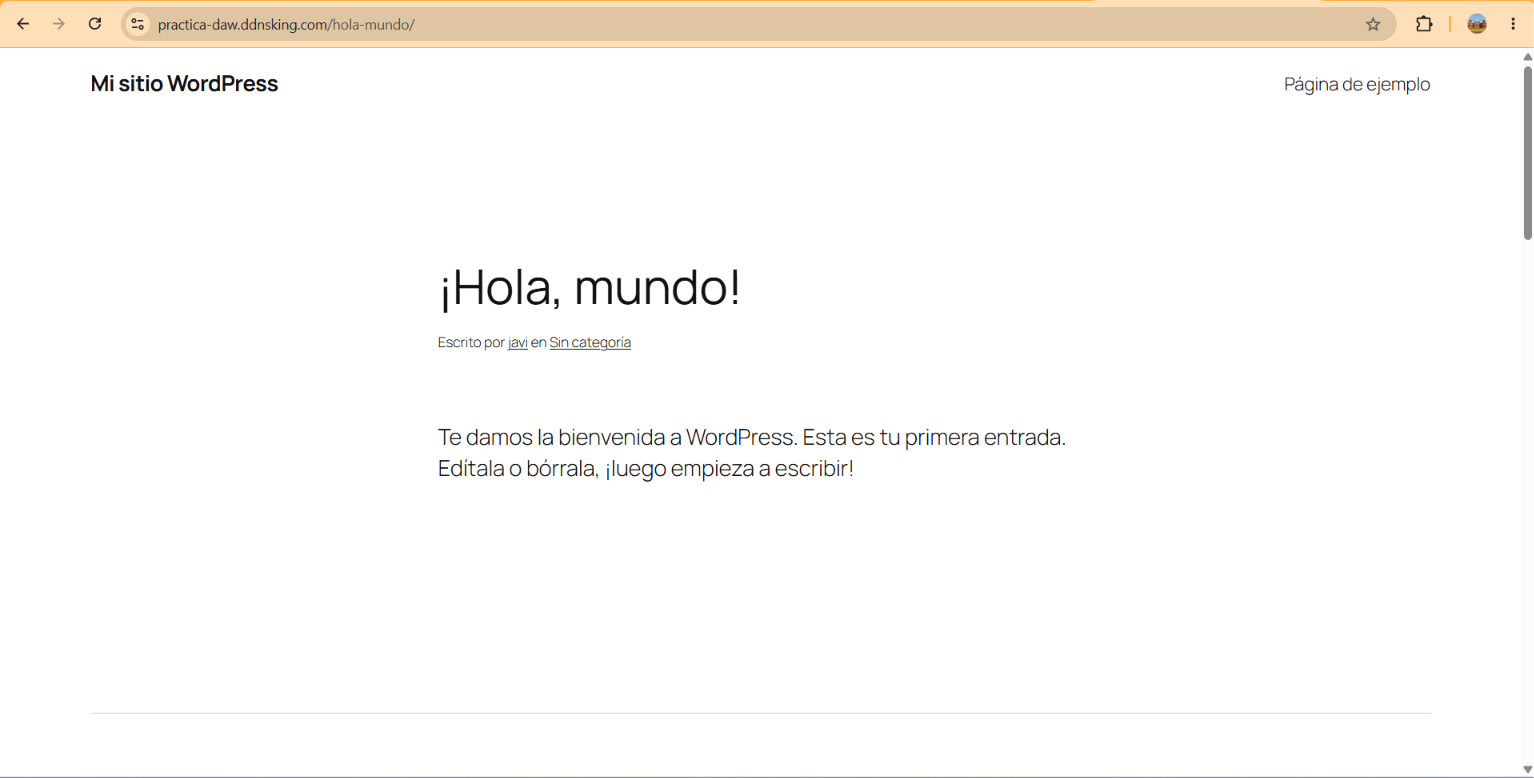 practica-daw.ddnsking.com/hola-mundo/
Mi sitio WordPress
Página de ejemplo
¡Hola, mundo!
Escrito por javi en Sin categoría
Te damos la bienvenida a WordPress. Esta es tu primera entrada.
Edítala o bórrala, ¡luego empieza a escribir!